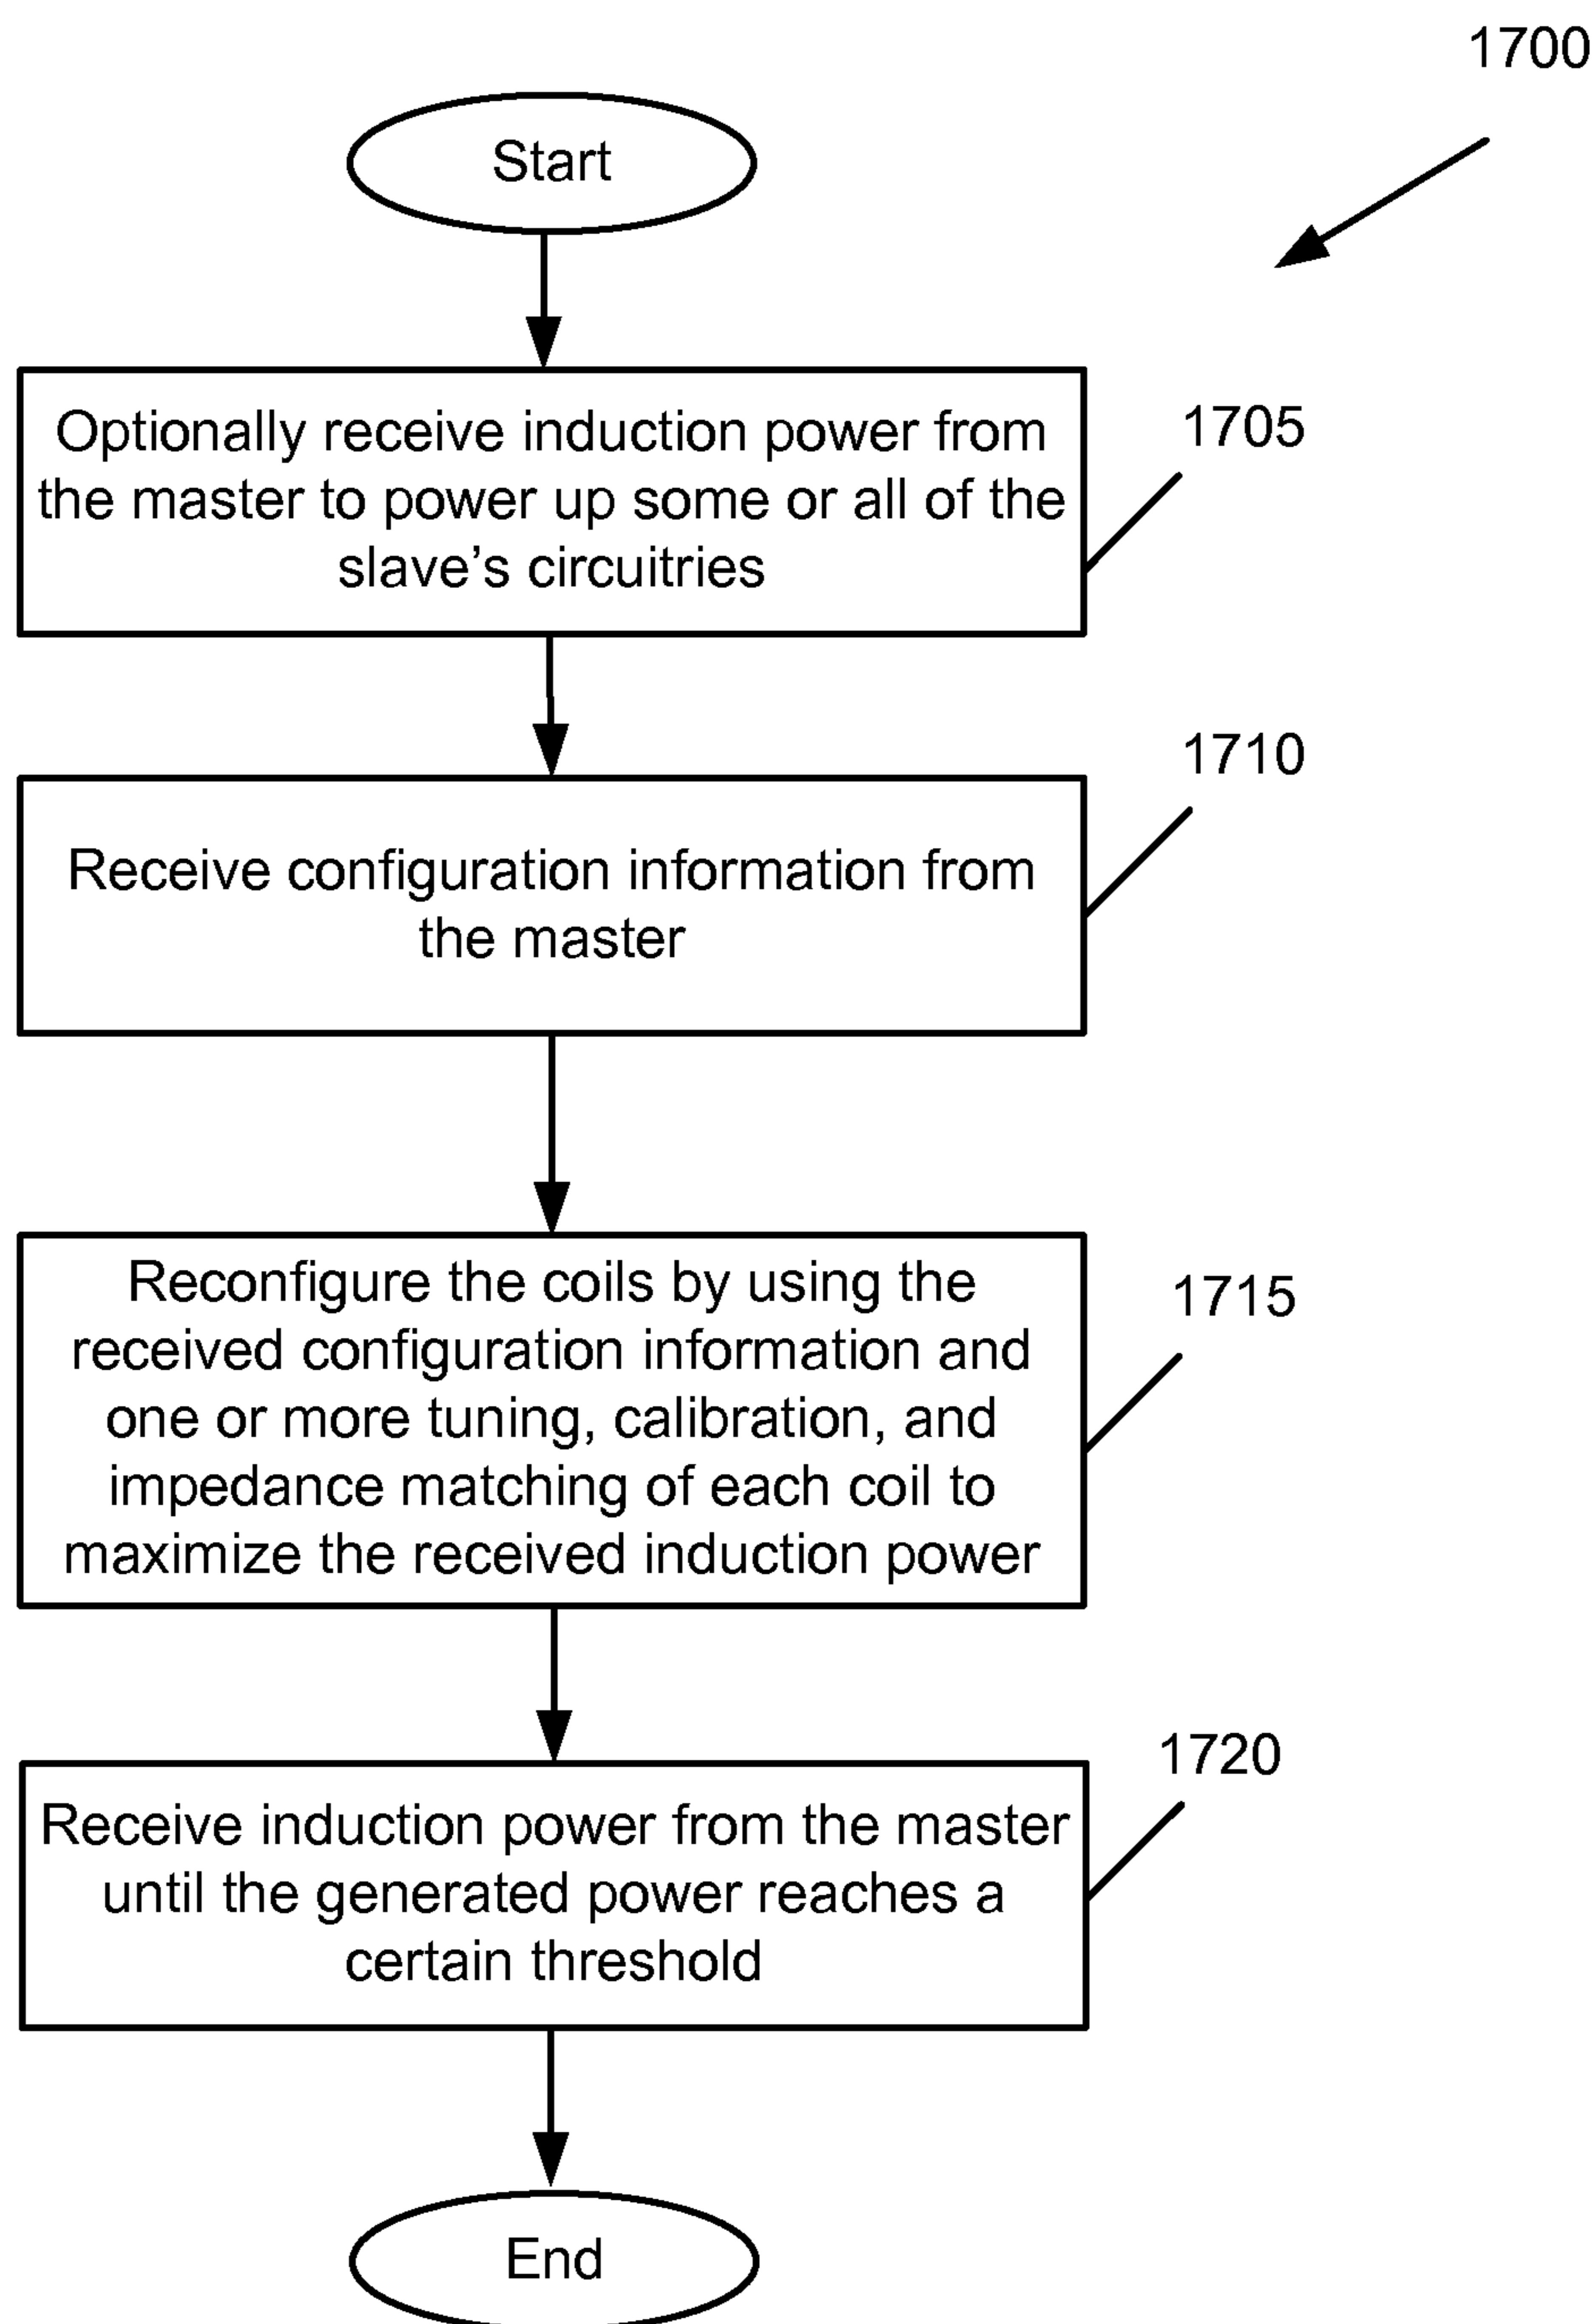 1700
Start
Optionally receive induction power from
the master to power up some or all of the
slave’s circuitries
1705
Receive configuration information from
the master
1710
Reconfigure the coils by using the
received configuration information and
one or more tuning, calibration, and
impedance matching of each coil to
maximize the received induction power
1715
Receive induction power from the master
until the generated power reaches a
certain threshold
1720
End